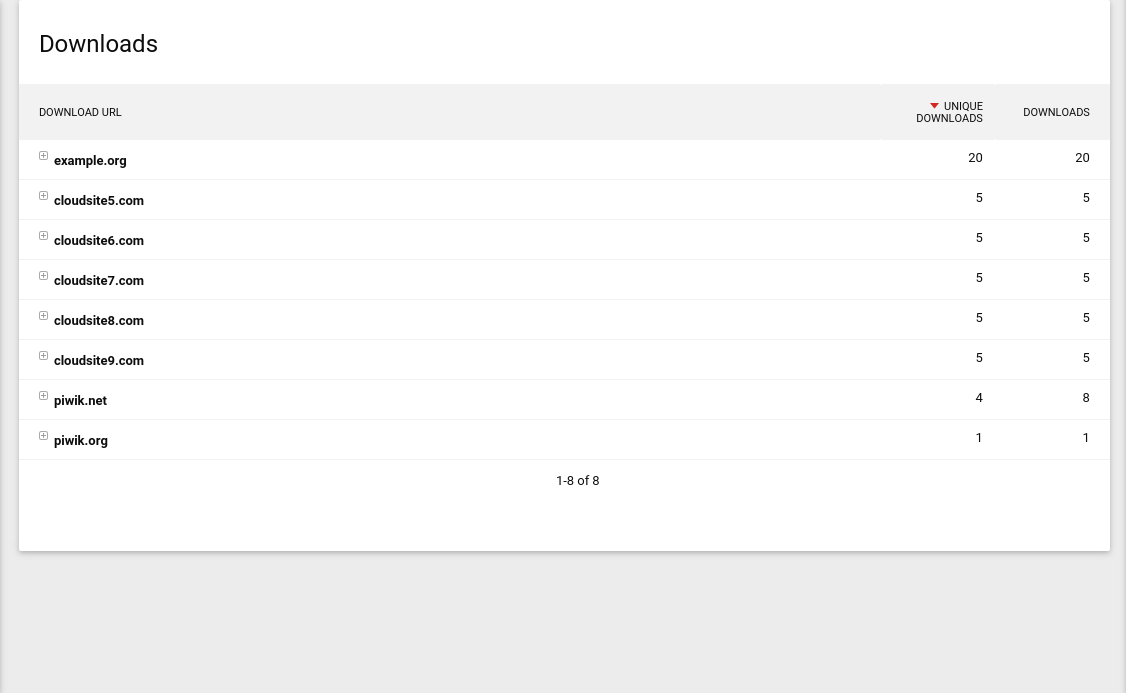 Downloads
DOWNLOAD URL UNIQUE DOWNLOADS DOWNLOADS
example.org 20 20
cloudsite5.com 5 5
cloudsite6.com 5 5
cloudsite7.com 5 5
cloudsite8.com 5 5
cloudsite9.com 5 5
piwik.net 4 8
piwik.org 1 1
1-8 of 8